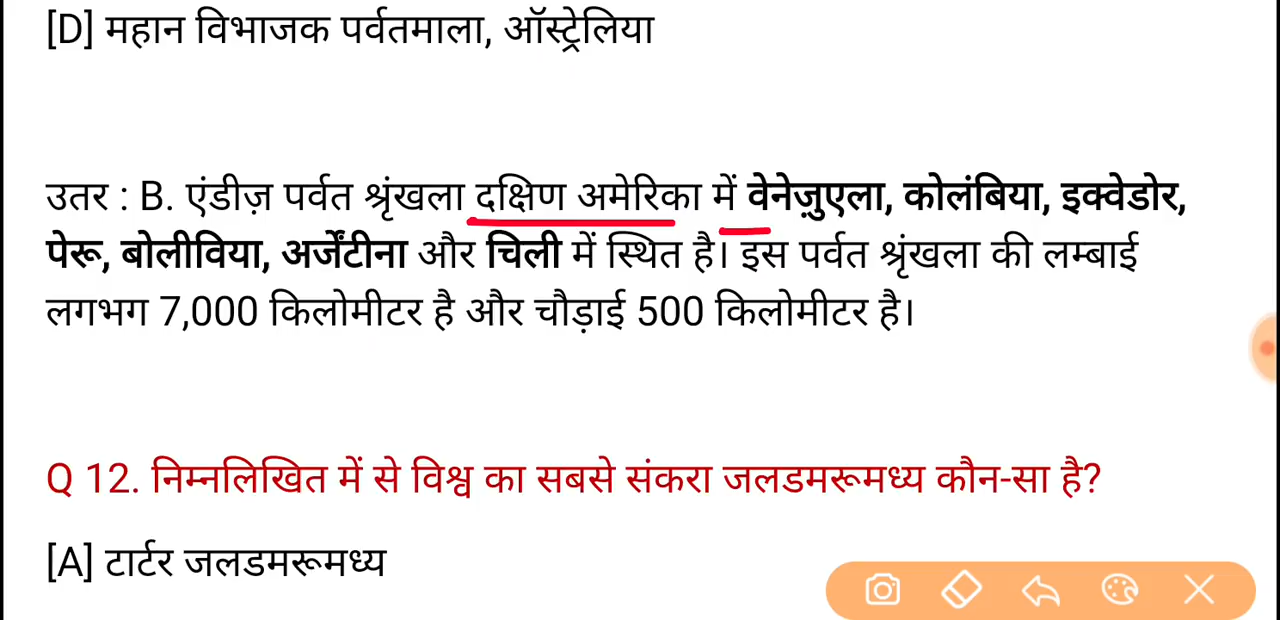 [D] महान विभाजक पर्वतमाला, ऑस्ट्रेलिया
उतर : B. एंडीज़ पर्वत श्रृंखला दक्षिण अमेरिका में वेनेज़ुएला, कोलंबिया, इक्वेडोर,
पेरू, बोलीविया, अर्जेंटीना और चिली में स्थित है। इस पर्वत श्रृंखला की लम्बाई
लगभग 7,000 किलोमीटर है और चौड़ाई 500 किलोमीटर है।
Q 12. निम्नलिखित में से विश्व का सबसे संकरा जलडमरूमध्य कौन-सा है?
[A] टार्टर जलडमरूमध्य